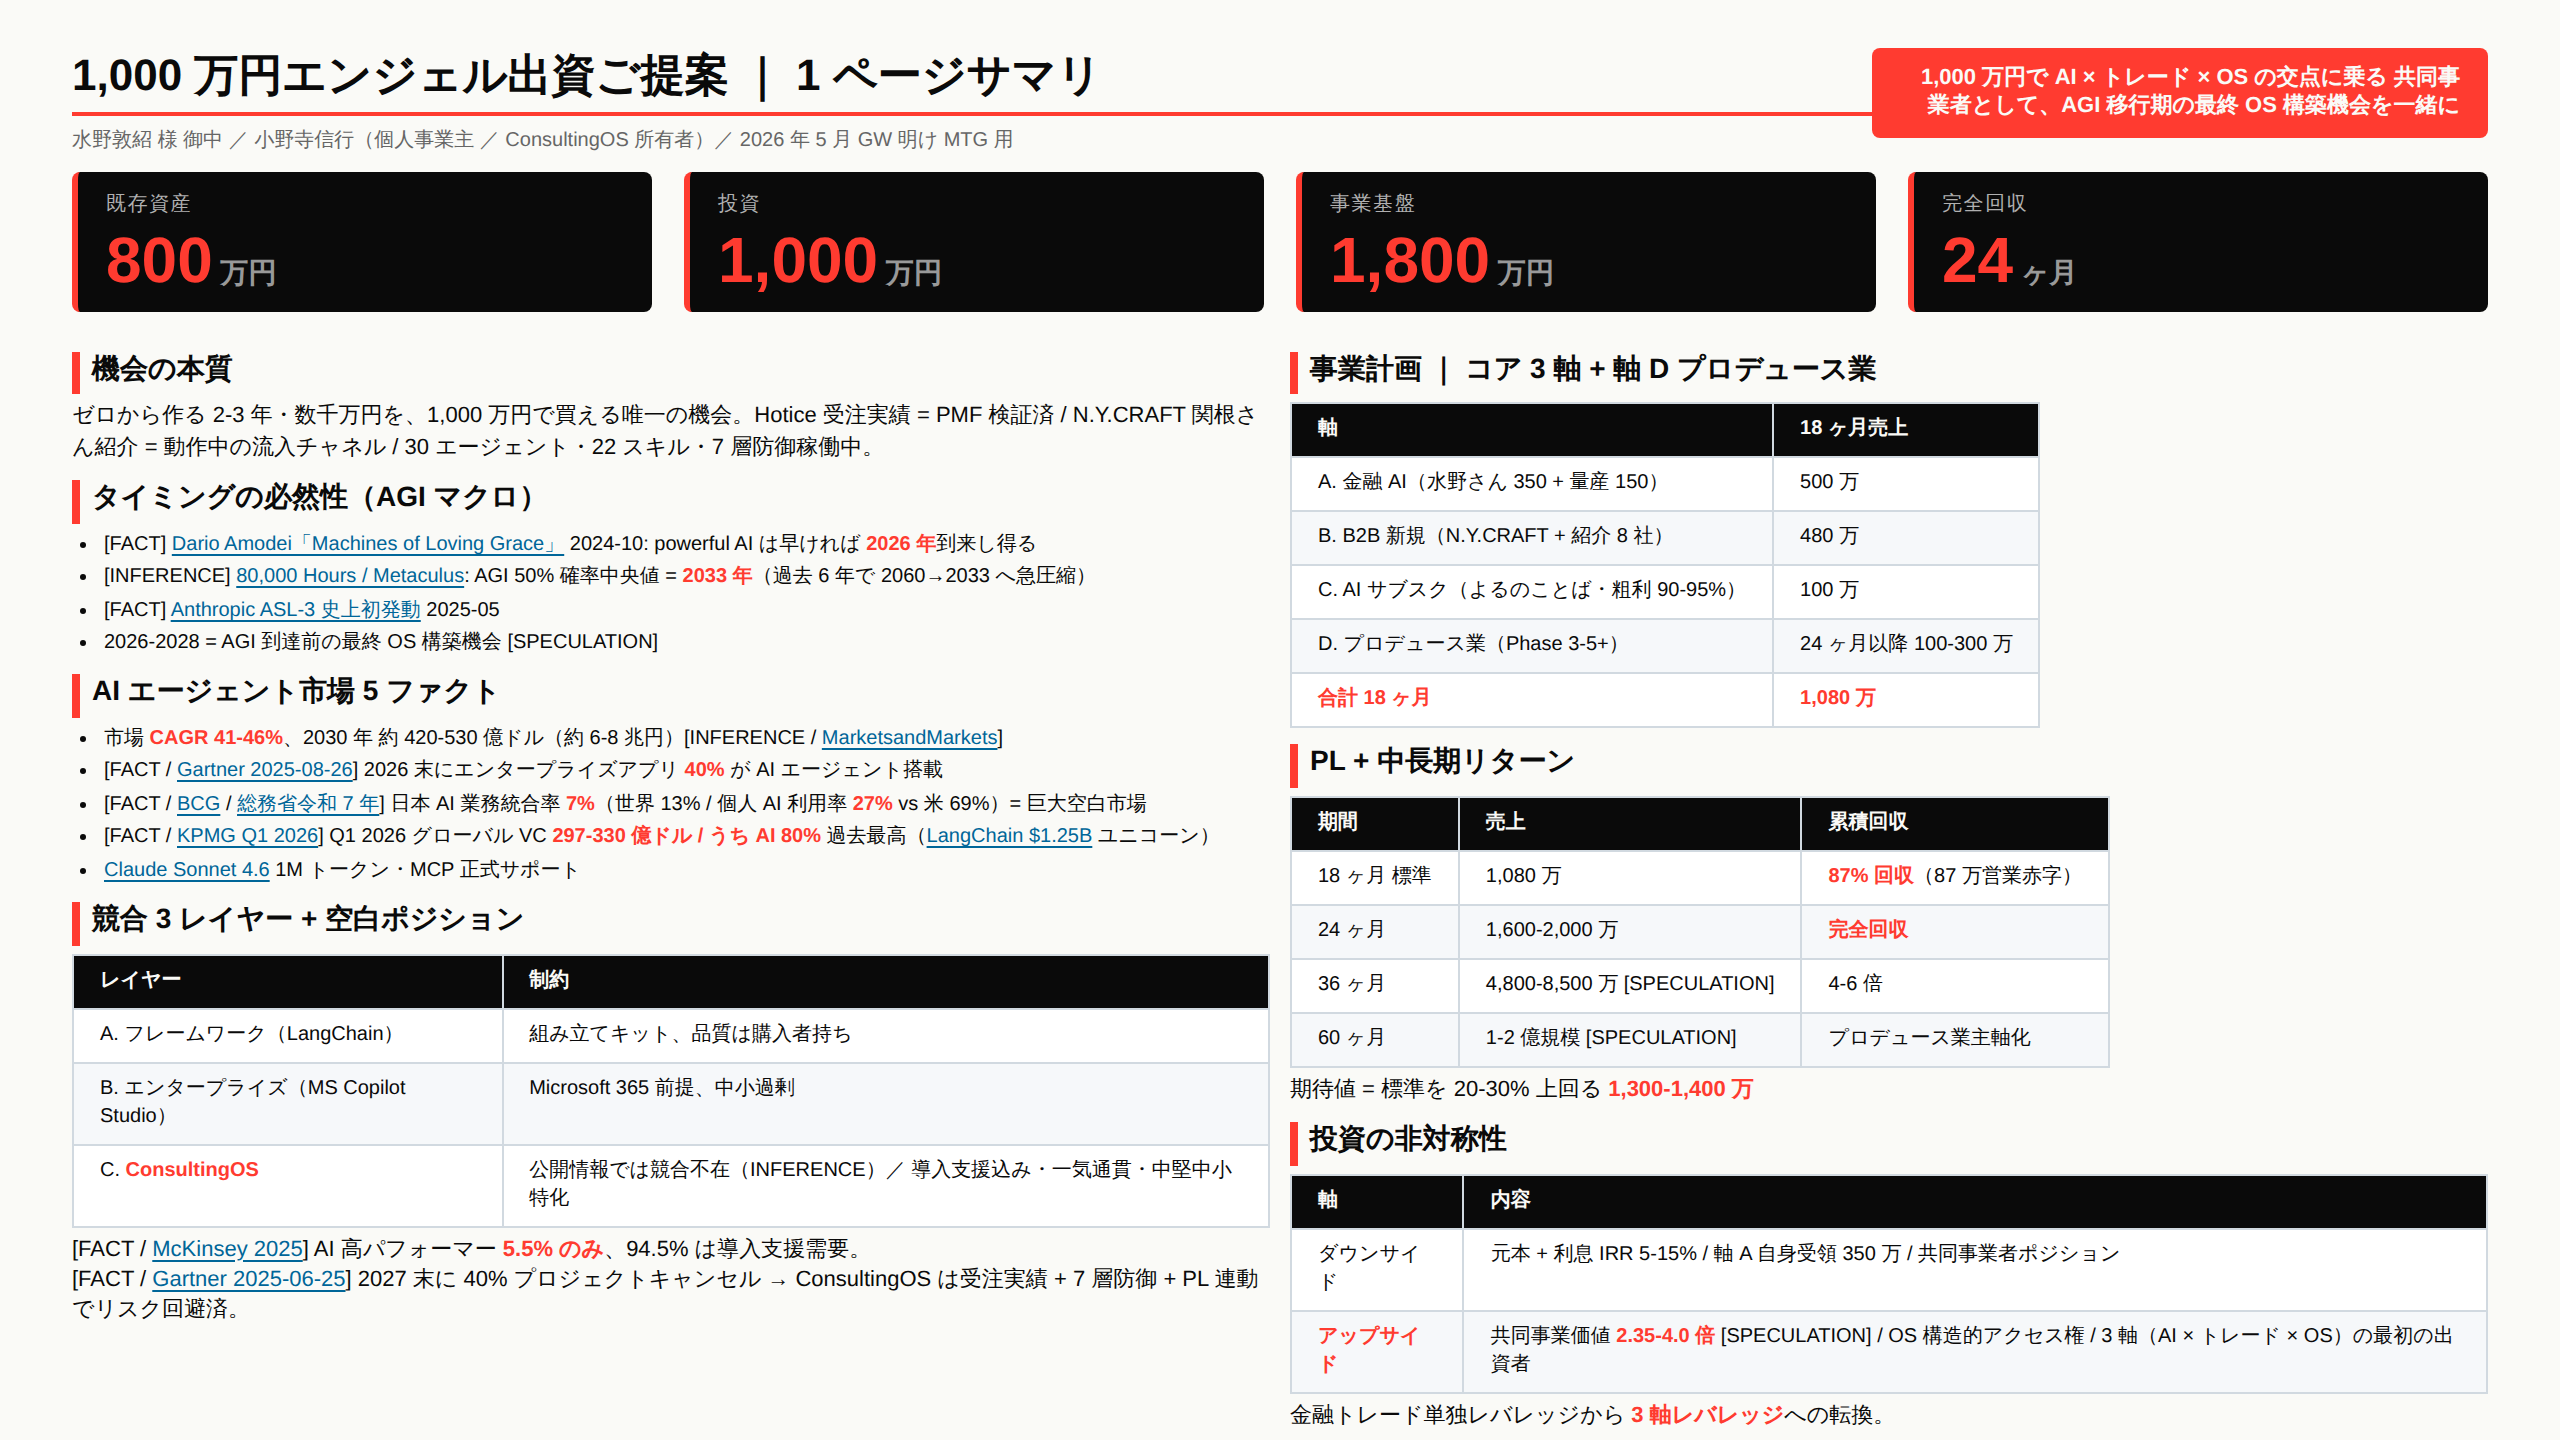 1,000 万円エンジェル出資ご提案 ｜ 1 ページサマリ
1,000 万円で AI × トレード × OS の交点に乗る 共同事
業者として、AGI 移行期の最終 OS 構築機会を一緒に
水野敦紹 様 御中 ／ 小野寺信行（個人事業主 ／ ConsultingOS 所有者）／ 2026 年 5 月 GW 明け MTG 用
既存資産
800 万円
投資
1,000 万円
事業基盤
1,800 万円
完全回収
24 ヶ月
機会の本質
ゼロから作る 2-3 年・数千万円を、1,000 万円で買える唯一の機会。Hotice 受注実績 = PMF 検証済 / N.Y.CRAFT 関根さ
ん紹介 = 動作中の流入チャネル / 30 エージェント・22 スキル・7 層防御稼働中。
タイミングの必然性（AGI マクロ）
• [FACT] Dario Amodei「Machines of Loving Grace」 2024-10: powerful AI は早ければ 2026 年到来し得る
• [INFERENCE] 80,000 Hours / Metaculus: AGI 50% 確率中央値 = 2033 年（過去 6 年で 2060→2033 へ急圧縮）
• [FACT] Anthropic ASL-3 史上初発動 2025-05
• 2026-2028 = AGI 到達前の最終 OS 構築機会 [SPECULATION]
AI エージェント市場 5 ファクト
• 市場 CAGR 41-46%、2030 年 約 420-530 億ドル（約 6-8 兆円）[INFERENCE / MarketsandMarkets]
• [FACT / Gartner 2025-08-26] 2026 末にエンタープライズアプリ 40% が AI エージェント搭載
• [FACT / BCG / 総務省令和 7 年] 日本 AI 業務統合率 7%（世界 13% / 個人 AI 利用率 27% vs 米 69%）= 巨大空白市場
• [FACT / KPMG Q1 2026] Q1 2026 グローバル VC 297-330 億ドル / うち AI 80% 過去最高（LangChain $1.25B ユニコーン）
• Claude Sonnet 4.6 1M トークン・MCP 正式サポート
競合 3 レイヤー + 空白ポジション
レイヤー 制約
A. フレームワーク（LangChain） 組み立てキット、品質は購入者持ち
B. エンタープライズ（MS Copilot Microsoft 365 前提、中小過剰
Studio）
C. ConsultingOS 公開情報では競合不在（INFERENCE）／ 導入支援込み・一気通貫・中堅中小
特化
[FACT / McKinsey 2025] AI 高パフォーマー 5.5% のみ、94.5% は導入支援需要。
[FACT / Gartner 2025-06-25] 2027 末に 40% プロジェクトキャンセル → ConsultingOS は受注実績 + 7 層防御 + PL 連動
でリスク回避済。
事業計画 ｜ コア 3 軸 + 軸 D プロデュース業
軸 18 ヶ月売上
A. 金融 AI（水野さん 350 + 量産 150） 500 万
B. B2B 新規（N.Y.CRAFT + 紹介 8 社） 480 万
C. AI サブスク（よるのことば・粗利 90-95%） 100 万
D. プロデュース業（Phase 3-5+） 24 ヶ月以降 100-300 万
合計 18 ヶ月 1,080 万
PL + 中長期リターン
期間 売上 累積回収
18 ヶ月 標準 1,080 万 87% 回収（87 万営業赤字）
24 ヶ月 1,600-2,000 万 完全回収
36 ヶ月 4,800-8,500 万 [SPECULATION] 4-6 倍
60 ヶ月 1-2 億規模 [SPECULATION] プロデュース業主軸化
期待値 = 標準を 20-30% 上回る 1,300-1,400 万
投資の非対称性
軸 内容
ダウンサイ 元本 + 利息 IRR 5-15% / 軸 A 自身受領 350 万 / 共同事業者ポジション
ド
アップサイ 共同事業価値 2.35-4.0 倍 [SPECULATION] / OS 構造的アクセス権 / 3 軸（AI × トレード × OS）の最初の出
ド 資者
金融トレード単独レバレッジから 3 軸レバレッジへの転換。